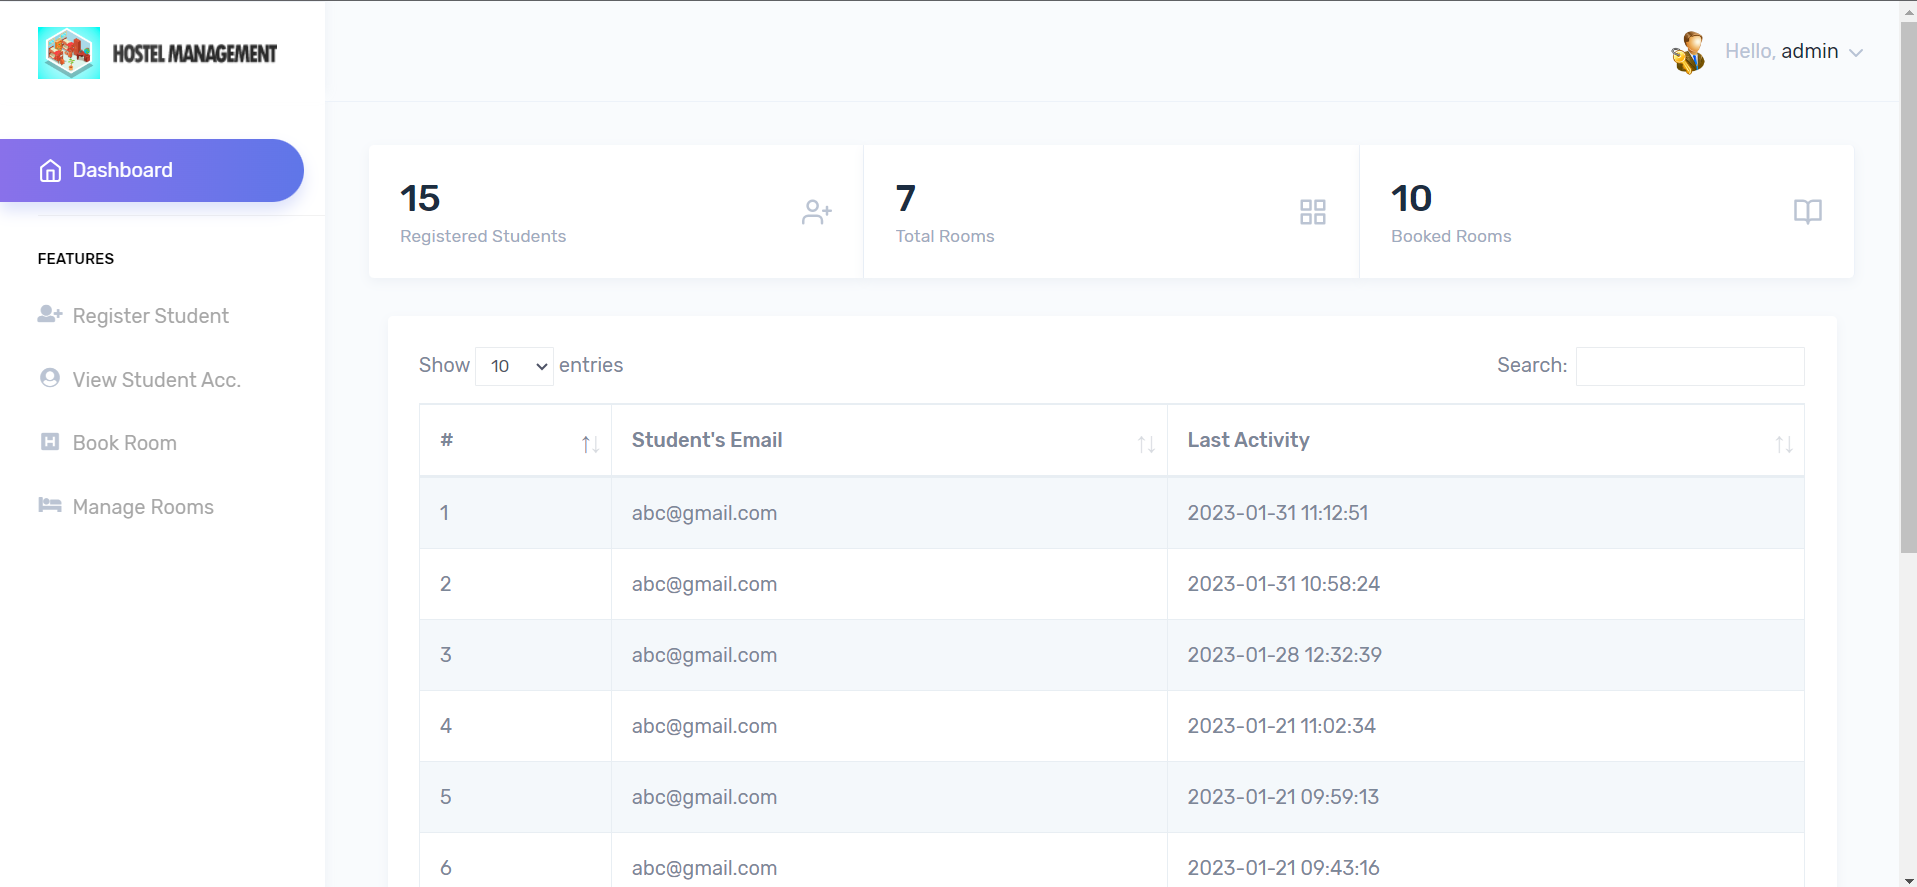 HOSTEL MANAGEMENT
Hello, admin
Dashboard
FEATURES
Register Student
View Student Acc.
Book Room
Manage Rooms
15
Registered Students
7
Total Rooms
10
Booked Rooms
Show 10 entries
Search:
# Student's Email Last Activity
1 abc@gmail.com 2023-01-31 11:12:51
2 abc@gmail.com 2023-01-31 10:58:24
3 abc@gmail.com 2023-01-28 12:32:39
4 abc@gmail.com 2023-01-21 11:02:34
5 abc@gmail.com 2023-01-21 09:59:13
6 abc@gmail.com 2023-01-21 09:43:16